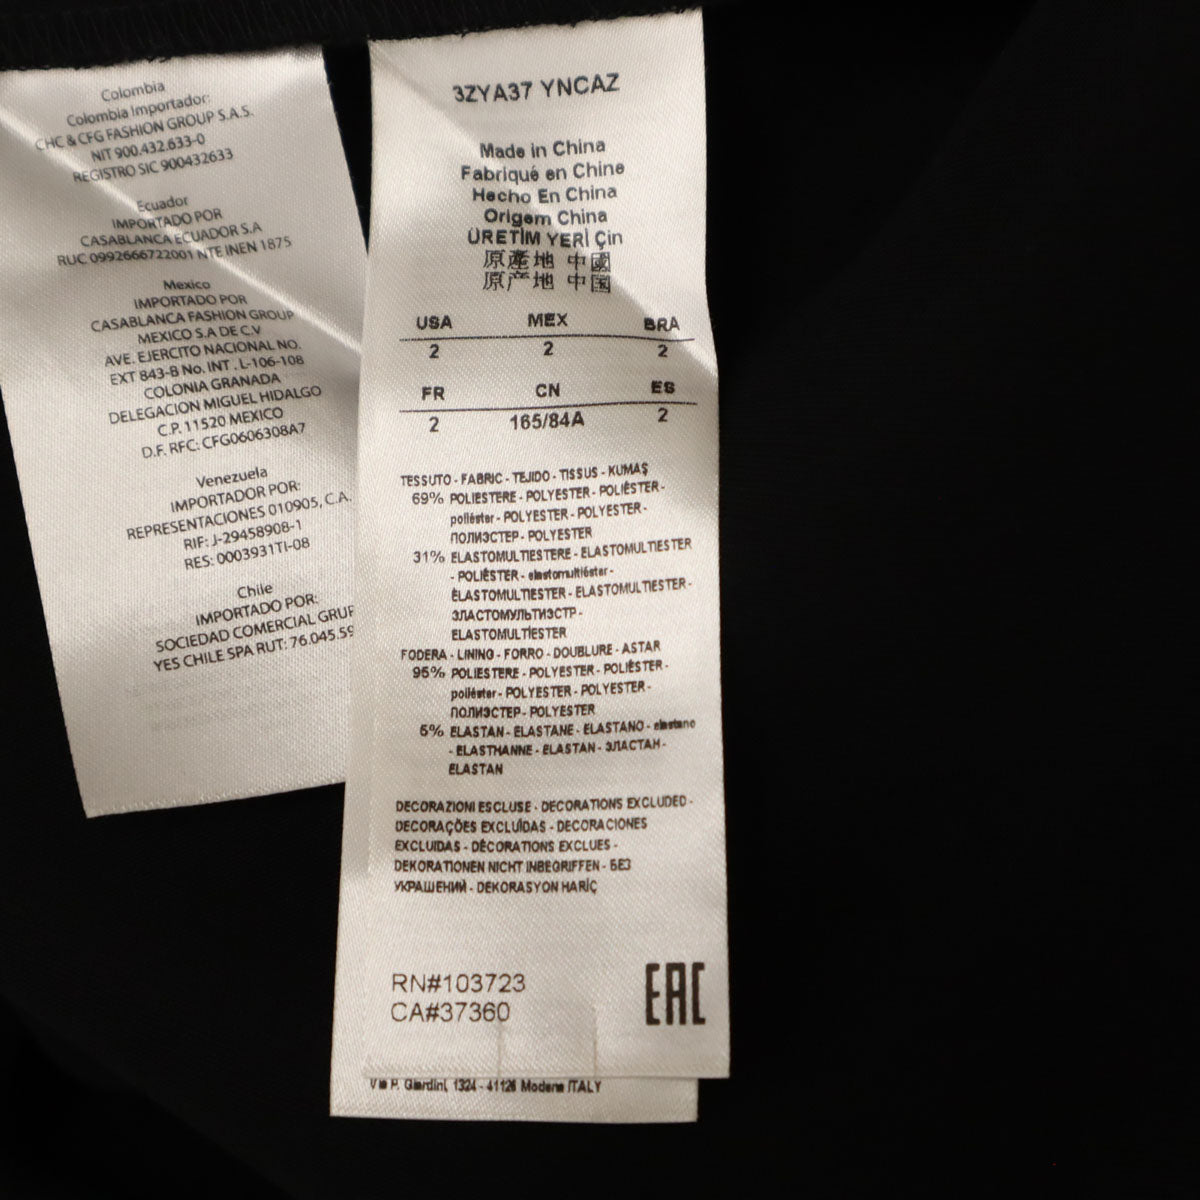 Colombia
Colombia Importador:
CHC & CFG FASHION GROUP S.A.S.
NIT 900.432.633-0
REGISTRO SIC 900432633
Ecuador
IMPORTADO POR
CASABLANCA ECUADOR S.A
RUC 0992666722001 NTE INEN 1875
Mexico
IMPORTADO POR
CASABLANCA FASHION GROUP
MEXICO S.A DE C.V
AVE. EJERCITO NACIONAL NO.
EXT 843-B No. INT . L-106-108
COLONIA GRANADA
DELEGACION MIGUEL HIDALGO
C.P. 11520 MEXICO
D.F. RFC: CFG0606308A7
Venezuela
IMPORTADOR POR:
REPRESENTACIONES 010905, C.A.
RIF: J-29458908-1
RES: 0003931TI-08
Chile
IMPORTADO POR:
SOCIEDAD COMERCIAL GRUP
YES CHILE SPA RUT: 76.045.59
3ZYA37 YNCAZ
Made in China
Fabriqué en Chine
Hecho En China
Origem China
ÜRETİM YERİ Çin
原產地 中國
原产地 中国
USA MEX BRA
2 2 2
FR CN ES
2 165/84A 2
TESSUTO - FABRIC - TEJIDO - TISSUS - KUMAŞ
69% POLIESTERE - POLYESTER - POLIÉSTER -
poliéster - POLYESTER - POLYESTER -
ПОЛИЭСТЕР - POLYESTER
31% ELASTOMULTIESTERE - ELASTOMULTIESTER
- POLIÉSTER - elastomultiéster -
ÉLASTOMULTIESTER - ELASTOMULTIESTER -
ЭЛАСТОМУЛЬТИЭСТР -
ELASTOMULTİESTER
FODERA - LINING - FORRO - DOUBLURE - ASTAR
95% POLIESTERE - POLYESTER - POLIÉSTER -
poliéster - POLYESTER - POLYESTER -
ПОЛИЭСТЕР - POLYESTER
5% ELASTAN - ELASTANE - ELASTANO - elastano
- ELASTHANNE - ELASTAN - ЭЛАСТАН -
ELASTAN
DECORAZIONI ESCLUSE - DECORATIONS EXCLUDED -
DECORAÇÕES EXCLUÍDAS - DECORACIONES
EXCLUIDAS - DÉCORATIONS EXCLUES -
DEKORATIONEN NICHT INBEGRIFFEN - БЕЗ
УКРАШЕНИЙ - DEKORASYON HARİÇ
RN#103723
CA#37360
EAC
Via P. Giardini, 1324 - 41126 Modena ITALY